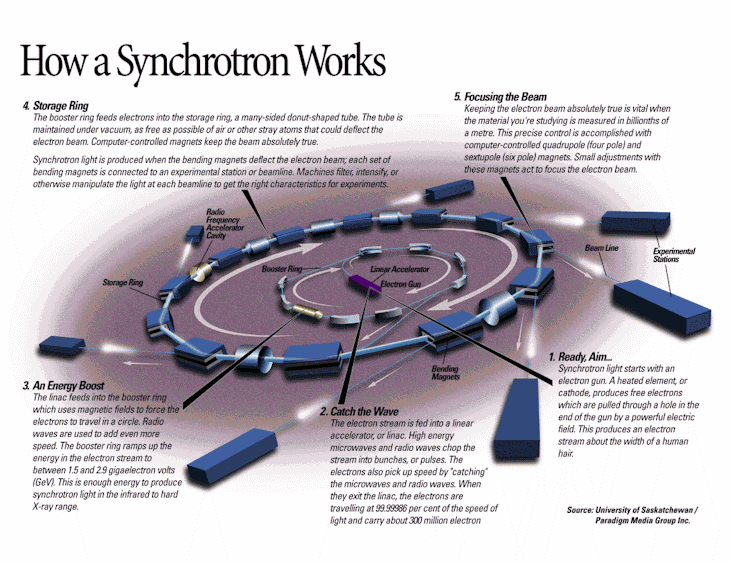 How a Synchrotron Works
4. Storage Ring
The booster ring feeds electrons into the storage ring, a many-sided donut-shaped tube. The tube is
maintained under vacuum, as free as possible of air or other stray atoms that could deflect the
electron beam. Computer-controlled magnets keep the beam absolutely true.
Synchrotron light is produced when the bending magnets deflect the electron beam; each set of
bending magnets is connected to an experimental station or beamline. Machines filter, intensify, or
otherwise manipulate the light at each beamline to get the right characteristics for experiments.
5. Focusing the Beam
Keeping the electron beam absolutely true is vital when
the material you're studying is measured in billionths of
a metre. This precise control is accomplished with
computer-controlled quadrupole (four pole) and
sextupole (six pole) magnets. Small adjustments with
these magnets act to focus the electron beam.
Radio
Frequency
Accelerator
Cavity
Storage Ring
Booster Ring
Linear Accelerator
Electron Gun
Beam Line
Experimental
Stations
Bending
Magnets
1. Ready, Aim...
Synchrotron light starts with an
electron gun. A heated element, or
cathode, produces free electrons
which are pulled through a hole in the
end of the gun by a powerful electric
field. This produces an electron
stream about the width of a human
hair.
3. An Energy Boost
The linac feeds into the booster ring
which uses magnetic fields to force the
electrons to travel in a circle. Radio
waves are used to add even more
speed. The booster ring ramps up the
energy in the electron stream to
between 1.5 and 2.9 gigaelectron volts
(GeV). This is enough energy to produce
synchrotron light in the infrared to hard
X-ray range.
2. Catch the Wave
The electron stream is fed into a linear
accelerator, or linac. High energy
microwaves and radio waves chop the
stream into bunches, or pulses. The
electrons also pick up speed by "catching"
the microwaves and radio waves. When
they exit the linac, the electrons are
travelling at 99.99986 per cent of the speed of
light and carry about 300 million electron
Source: University of Saskatchewan /
Paradigm Media Group Inc.